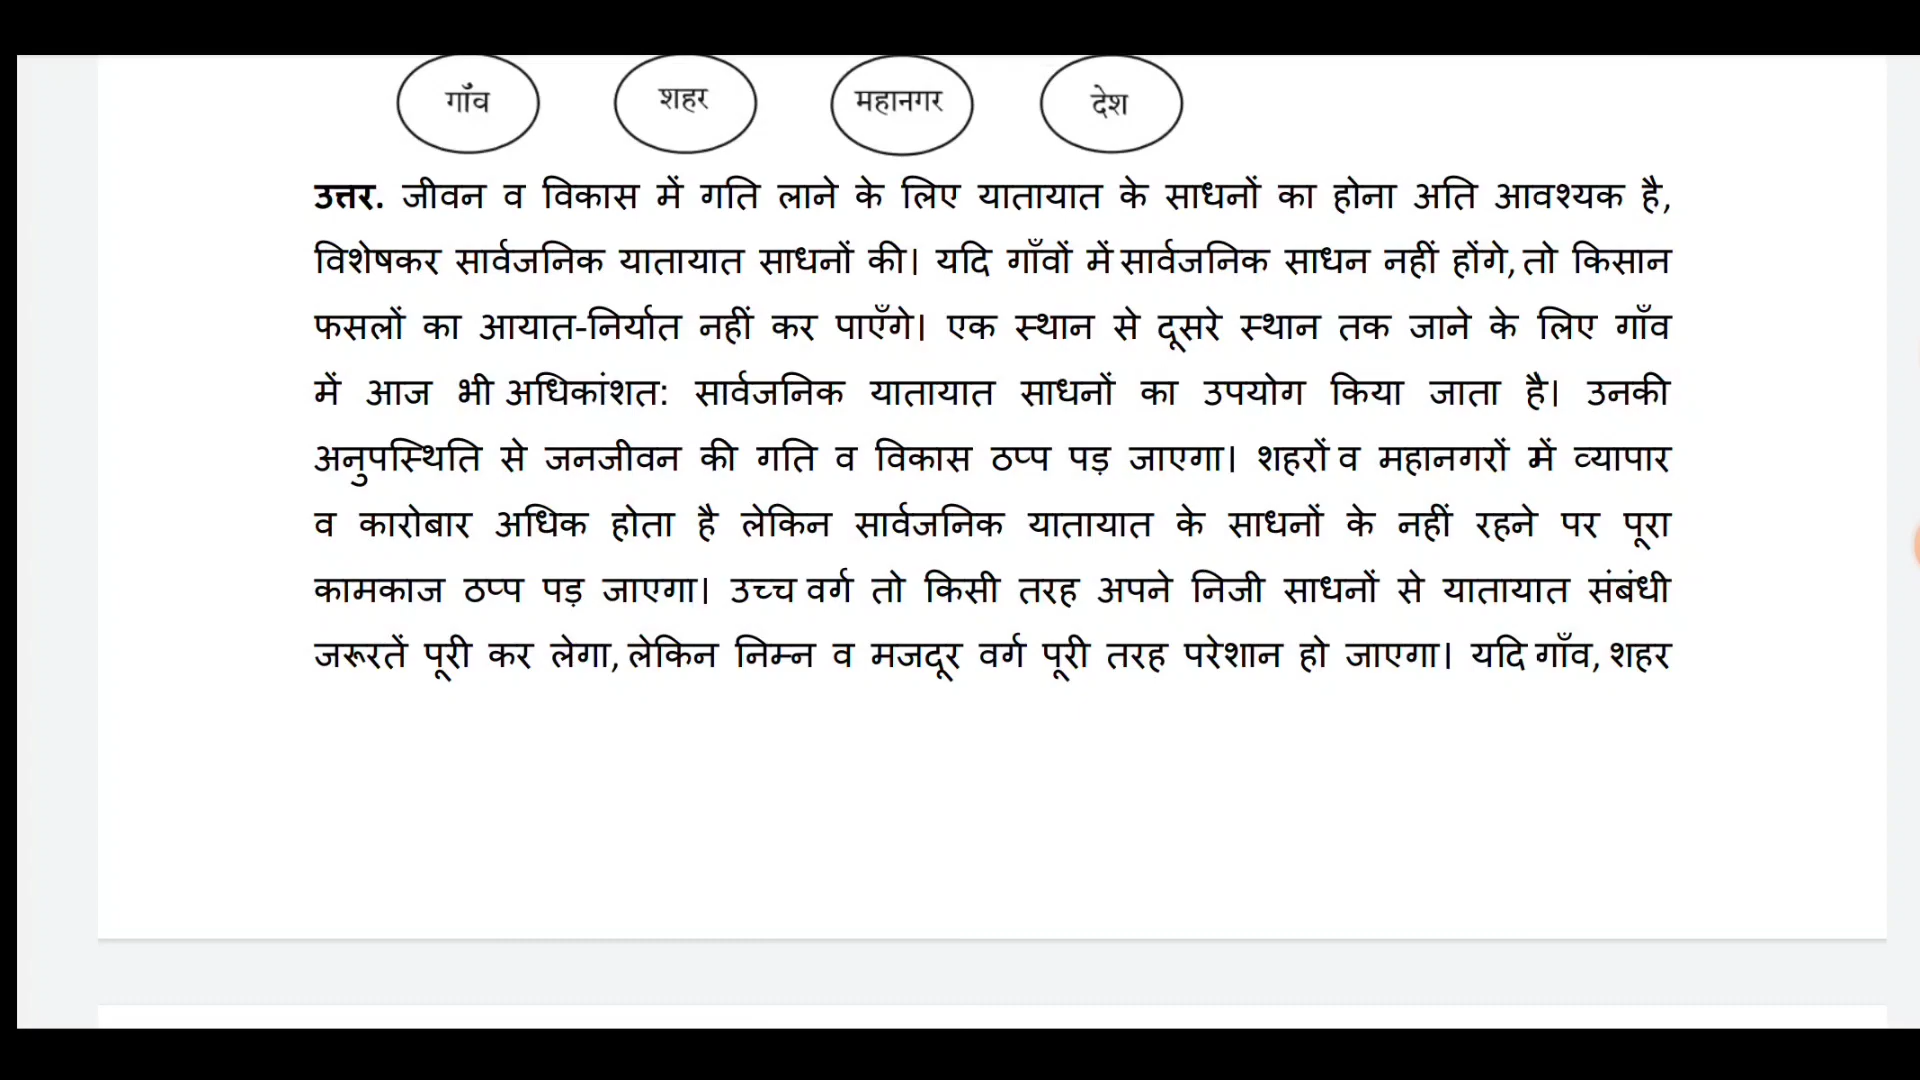 गाँव शहर महानगर देश
उत्तर. जीवन व विकास में गति लाने के लिए यातायात के साधनों का होना अति आवश्यक है,
विशेषकर सार्वजनिक यातायात साधनों की। यदि गाँवों में सार्वजनिक साधन नहीं होंगे, तो किसान
फसलों का आयात-निर्यात नहीं कर पाएँगे। एक स्थान से दूसरे स्थान तक जाने के लिए गाँव
में आज भी अधिकांशत: सार्वजनिक यातायात साधनों का उपयोग किया जाता है। उनकी
अनुपस्थिति से जनजीवन की गति व विकास ठप्प पड़ जाएगा। शहरों व महानगरों में व्यापार
व कारोबार अधिक होता है लेकिन सार्वजनिक यातायात के साधनों के नहीं रहने पर पूरा
कामकाज ठप्प पड़ जाएगा। उच्च वर्ग तो किसी तरह अपने निजी साधनों से यातायात संबंधी
जरूरतें पूरी कर लेगा, लेकिन निम्न व मजदूर वर्ग पूरी तरह परेशान हो जाएगा। यदि गाँव, शहर